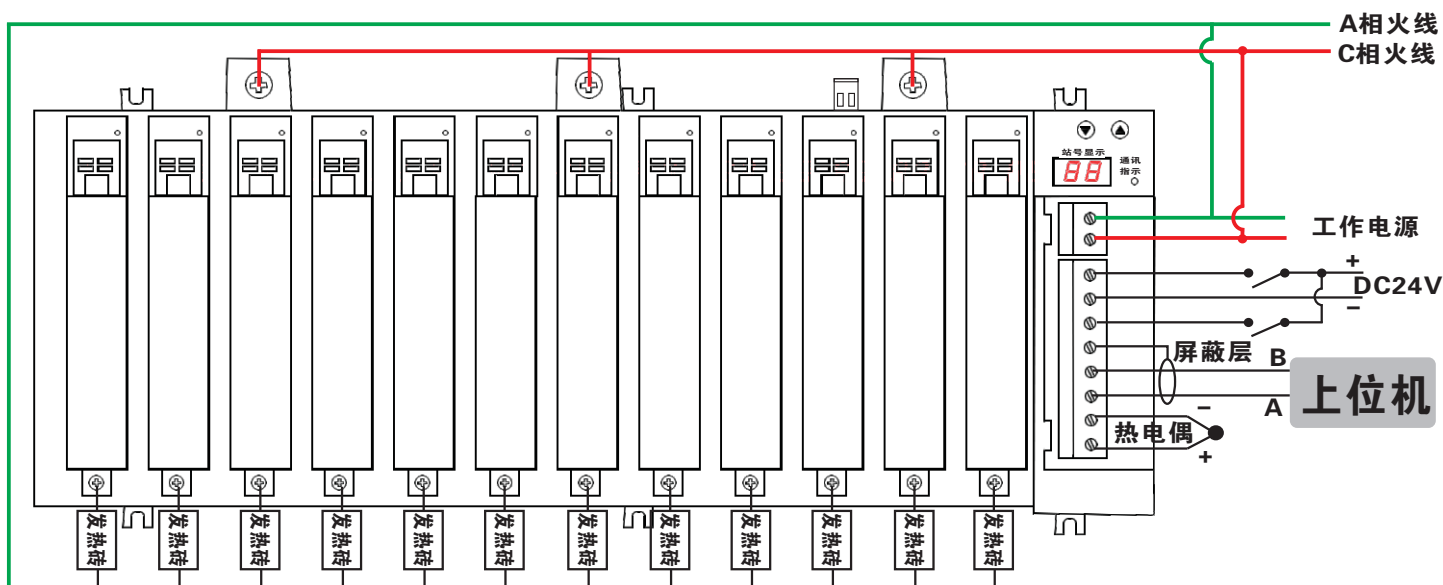 A相火线
C相火线
站号显示
通讯
指示
88
工作电源
+
DC24V
−
屏蔽层
B
上位机
A
−
热电偶
+
发热砖
发热砖
发热砖
发热砖
发热砖
发热砖
发热砖
发热砖
发热砖
发热砖
发热砖
发热砖